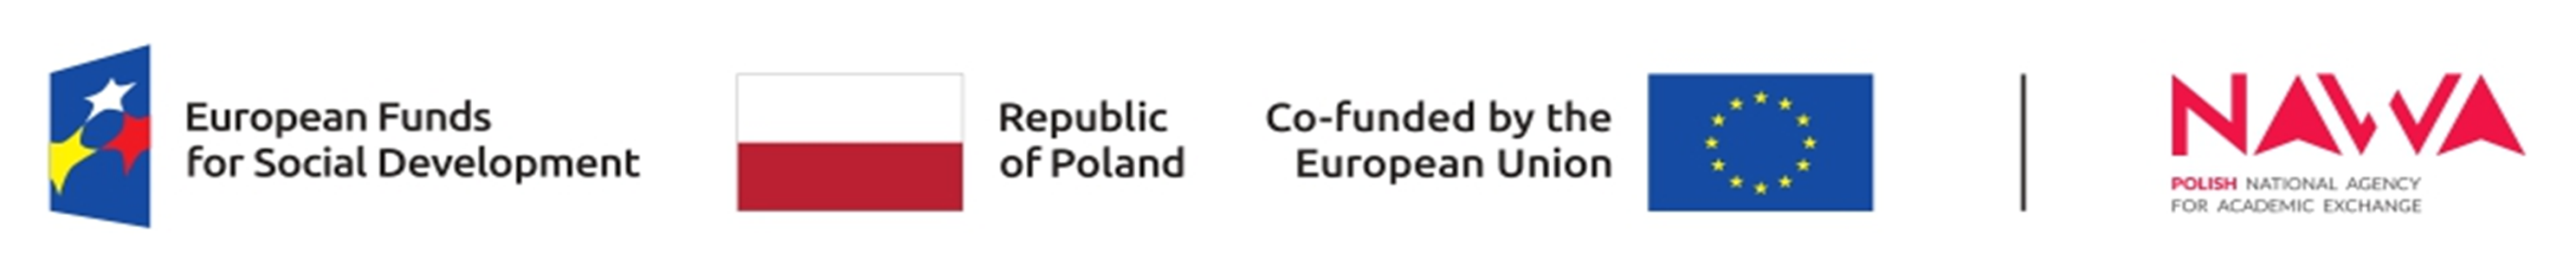 European Funds
for Social Development
Republic
of Poland
Co-funded by the
European Union
NAWA
POLISH NATIONAL AGENCY
FOR ACADEMIC EXCHANGE